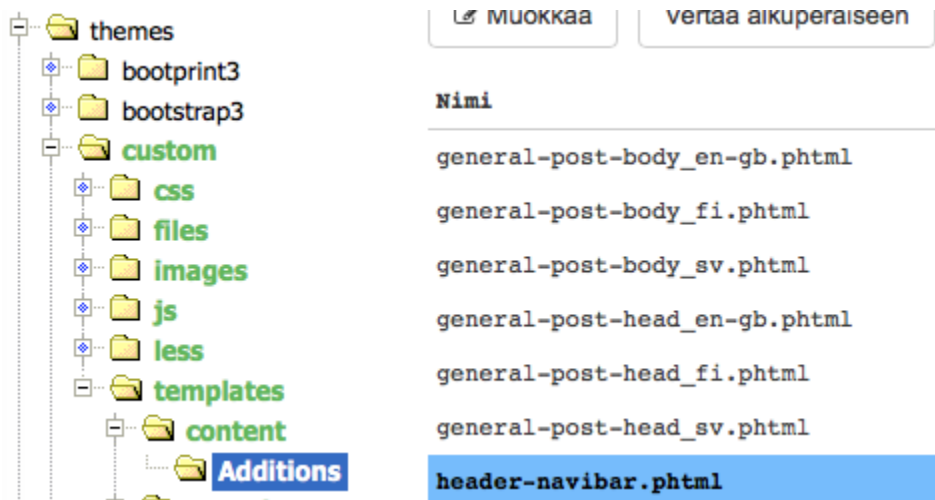 themes
bootprint3
bootstrap3
custom
css
files
images
js
less
templates
content
Additions
Muokkaa
Vertaa alkuperäiseen
Nimi
general-post-body_en-gb.phtml
general-post-body_fi.phtml
general-post-body_sv.phtml
general-post-head_en-gb.phtml
general-post-head_fi.phtml
general-post-head_sv.phtml
header-navibar.phtml